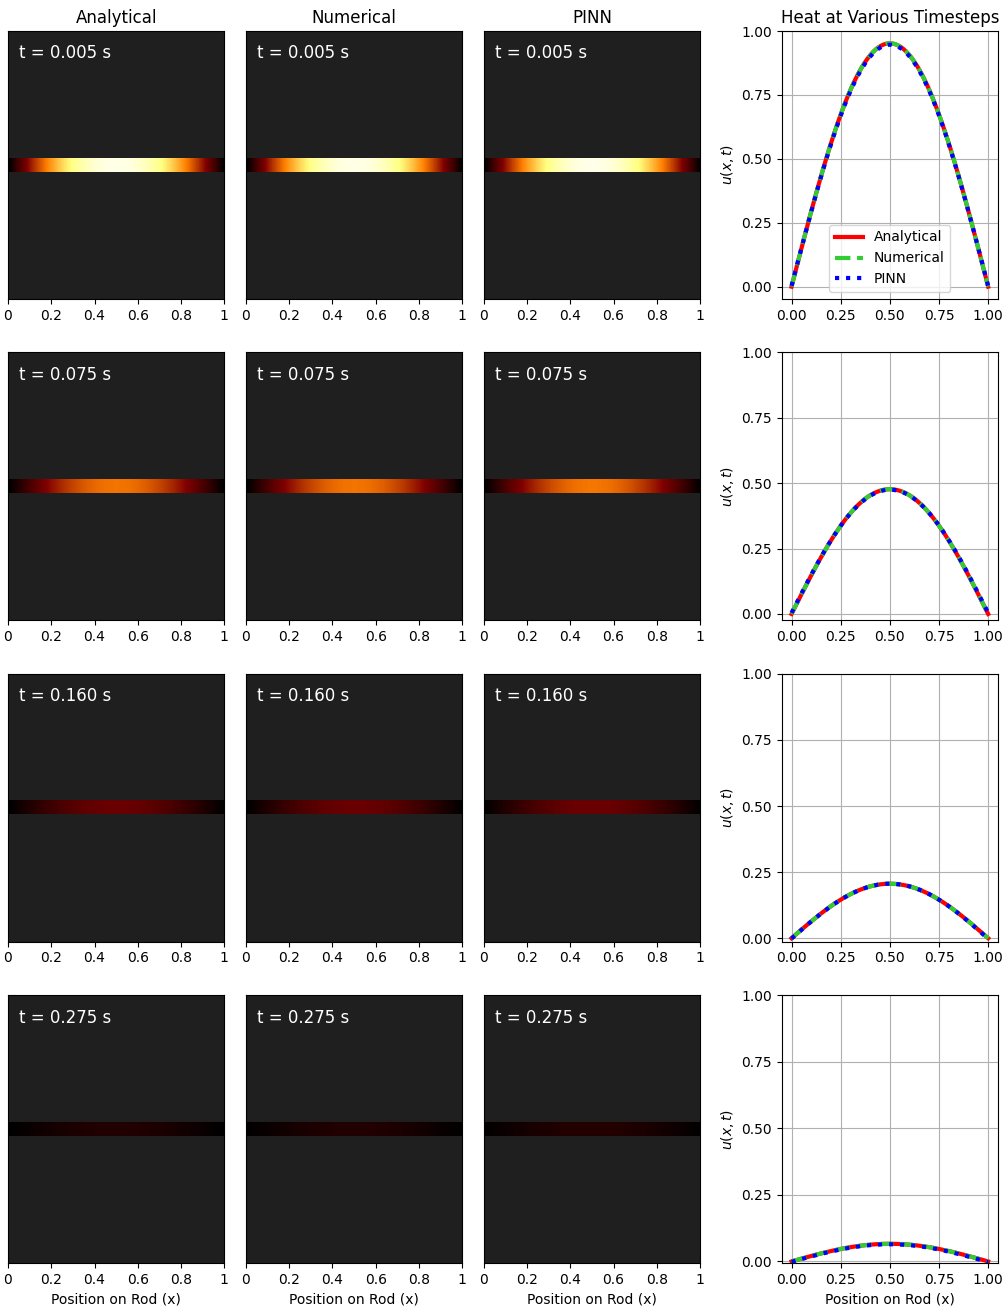 Analytical
Numerical
PINN
Heat at Various Timesteps
t = 0.005 s
t = 0.005 s
t = 0.005 s
1.00
0.75
0.50
0.25
0.00
u(x, t)
Analytical
Numerical
PINN
0 0.2 0.4 0.6 0.8 1
0 0.2 0.4 0.6 0.8 1
0 0.2 0.4 0.6 0.8 1
0.00 0.25 0.50 0.75 1.00
t = 0.075 s
t = 0.075 s
t = 0.075 s
1.00
0.75
0.50
0.25
0.00
u(x, t)
0 0.2 0.4 0.6 0.8 1
0 0.2 0.4 0.6 0.8 1
0 0.2 0.4 0.6 0.8 1
0.00 0.25 0.50 0.75 1.00
t = 0.160 s
t = 0.160 s
t = 0.160 s
1.00
0.75
0.50
0.25
0.00
u(x, t)
0 0.2 0.4 0.6 0.8 1
0 0.2 0.4 0.6 0.8 1
0 0.2 0.4 0.6 0.8 1
0.00 0.25 0.50 0.75 1.00
t = 0.275 s
t = 0.275 s
t = 0.275 s
1.00
0.75
0.50
0.25
0.00
u(x, t)
0 0.2 0.4 0.6 0.8 1
0 0.2 0.4 0.6 0.8 1
0 0.2 0.4 0.6 0.8 1
0.00 0.25 0.50 0.75 1.00
Position on Rod (x)
Position on Rod (x)
Position on Rod (x)
Position on Rod (x)